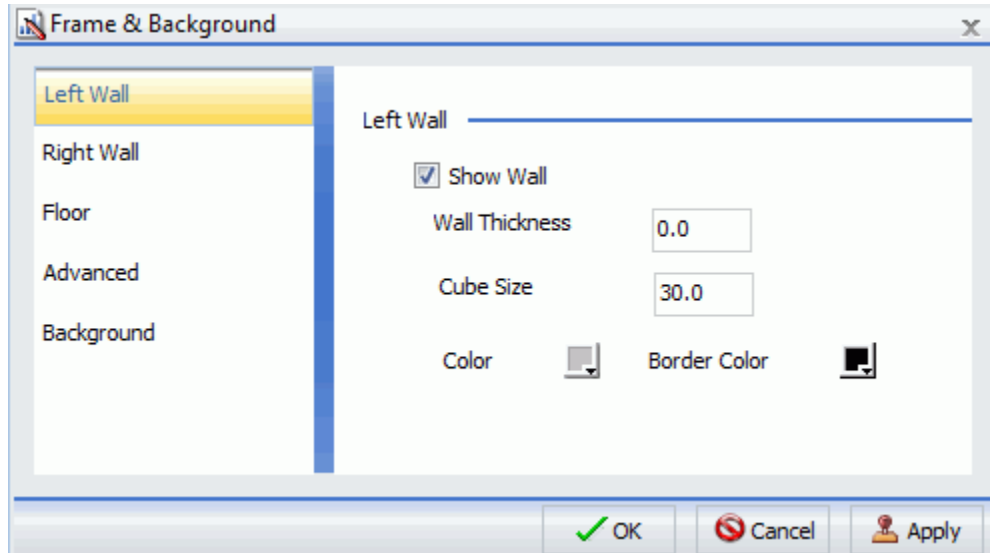 Frame & Background
Left Wall
Right Wall
Floor
Advanced
Background
Left Wall
Show Wall
Wall Thickness 0.0
Cube Size 30.0
Color Border Color
OK Cancel Apply